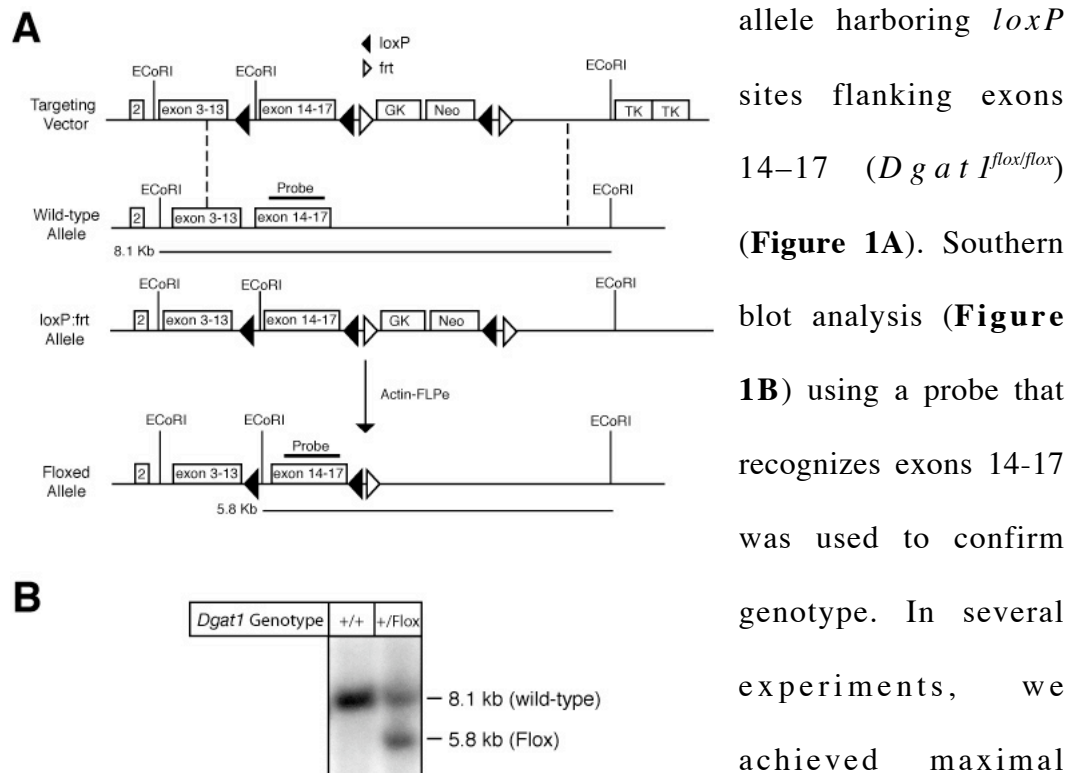 A
loxP
frt
ECoRI
ECoRI
ECoRI
Targeting
Vector
2
exon 3-13
exon 14-17
GK
Neo
TK
TK
ECoRI
Probe
ECoRI
Wild-type
Allele
2
exon 3-13
exon 14-17
8.1 Kb
ECoRI
ECoRI
ECoRI
loxP:frt
Allele
2
exon 3-13
exon 14-17
GK
Neo
Actin-FLPe
ECoRI
ECoRI
ECoRI
Probe
Floxed
Allele
2
exon 3-13
exon 14-17
5.8 Kb
B
Dgat1 Genotype +/+ +/Flox
8.1 kb (wild-type)
5.8 kb (Flox)
allele harboring loxP
sites flanking exons
14–17 (Dgat1flox/flox)
(Figure 1A). Southern
blot analysis (Figure
1B) using a probe that
recognizes exons 14-17
was used to confirm
genotype. In several
experiments, we
achieved maximal